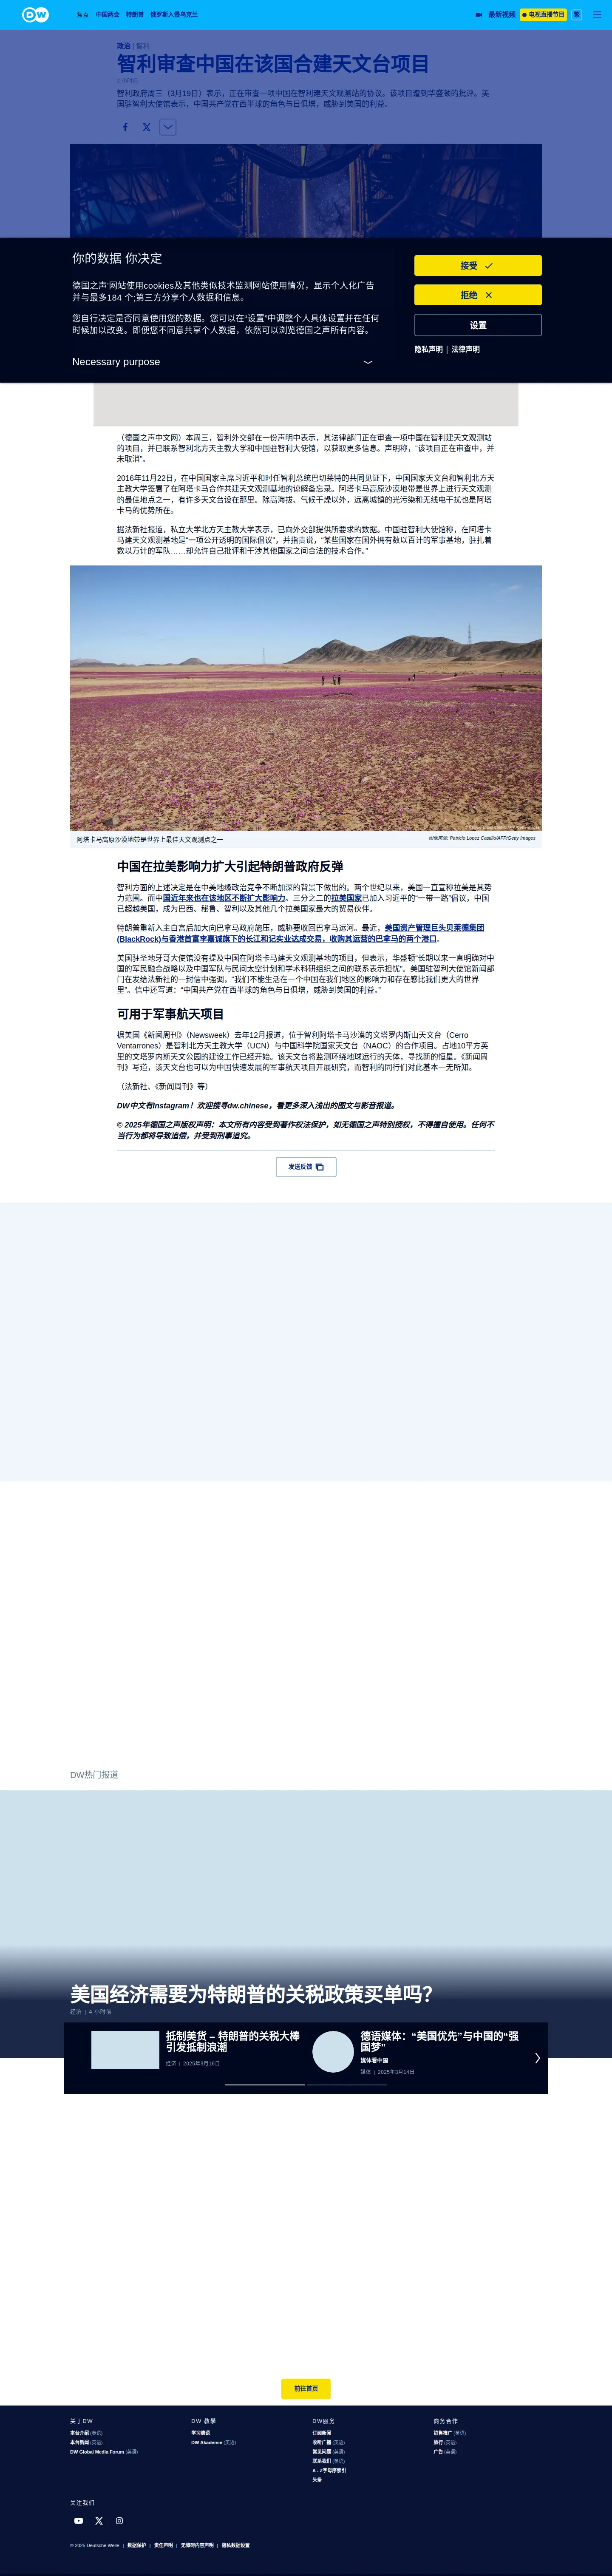 DW
焦点 中国两会 特朗普 俄罗斯入侵乌克兰
最新视频 电视直播节目 繁
政治 | 智利
智利审查中国在该国合建天文台项目
2 小时前
智利政府周三（3月19日）表示，正在审查一项中国在智利建天文观测站的协议。该项目遭到华盛顿的批评。美
国驻智利大使馆表示，中国共产党在西半球的角色与日俱增，威胁到美国的利益。
你的数据 你决定
德国之声'网站使用cookies及其他类似技术监测网站使用情况，显示个人化广告
并与最多184 个;第三方分享个人数据和信息。
您自行决定是否同意使用您的数据。您可以在“设置”中调整个人具体设置并在任何
时候加以改变。即便您不同意共享个人数据，依然可以浏览德国之声所有内容。
Necessary purpose
接受
拒绝
设置
隐私声明 | 法律声明
（德国之声中文网）本周三，智利外交部在一份声明中表示，其法律部门正在审查一项中国在智利建天文观测站
的项目，并已联系智利北方天主教大学和中国驻智利大使馆，以获取更多信息。声明称，“该项目正在审查中，并
未取消”。
2016年11月22日，在中国国家主席习近平和时任智利总统巴切莱特的共同见证下，中国国家天文台和智利北方天
主教大学签署了在阿塔卡马合作共建天文观测基地的谅解备忘录。阿塔卡马高原沙漠地带是世界上进行天文观测
的最佳地点之一，有许多天文台设在那里。除高海拔、气候干燥以外，远离城镇的光污染和无线电干扰也是阿塔
卡马的优势所在。
据法新社报道，私立大学北方天主教大学表示，已向外交部提供所要求的数据。中国驻智利大使馆称，在阿塔卡
马建天文观测基地是“一项公开透明的国际倡议”，并指责说，“某些国家在国外拥有数以百计的军事基地，驻扎着
数以万计的军队……却允许自己批评和干涉其他国家之间合法的技术合作。”
阿塔卡马高原沙漠地带是世界上最佳天文观测点之一
图像来源: Patricio Lopez Castillo/AFP/Getty Images
中国在拉美影响力扩大引起特朗普政府反弹
智利方面的上述决定是在中美地缘政治竞争不断加深的背景下做出的。两个世纪以来，美国一直宣称拉美是其势
力范围。而中国近年来也在该地区不断扩大影响力。三分之二的拉美国家已加入习近平的“一带一路”倡议，中国
已超越美国，成为巴西、秘鲁、智利以及其他几个拉美国家最大的贸易伙伴。
特朗普重新入主白宫后加大向巴拿马政府施压，威胁要收回巴拿马运河。最近，美国资产管理巨头贝莱德集团
(BlackRock)与香港首富李嘉诚旗下的长江和记实业达成交易，收购其运营的巴拿马的两个港口。
美国驻圣地牙哥大使馆没有提及中国在阿塔卡马建天文观测基地的项目，但表示，华盛顿“长期以来一直明确对中
国的军民融合战略以及中国军队与民间太空计划和学术科研组织之间的联系表示担忧”。美国驻智利大使馆新闻部
门在发给法新社的一封信中强调，“我们不能生活在一个中国在我们地区的影响力和存在感比我们更大的世界
里”。信中还写道：“中国共产党在西半球的角色与日俱增，威胁到美国的利益。”
可用于军事航天项目
据美国《新闻周刊》（Newsweek）去年12月报道，位于智利阿塔卡马沙漠的文塔罗内斯山天文台（Cerro
Ventarrones）是智利北方天主教大学（UCN）与中国科学院国家天文台（NAOC）的合作项目。占地10平方英
里的文塔罗内斯天文公园的建设工作已经开始。该天文台将监测环绕地球运行的天体，寻找新的恒星。《新闻周
刊》写道，该天文台也可以为中国快速发展的军事航天项目开展研究，而智利的同行们对此基本一无所知。
（法新社、《新闻周刊》等）
DW中文有Instagram！欢迎搜寻dw.chinese，看更多深入浅出的图文与影音报道。
© 2025年德国之声版权声明：本文所有内容受到著作权法保护，如无德国之声特别授权，不得擅自使用。任何不
当行为都将导致追偿，并受到刑事追究。
发送反馈
DW热门报道
美国经济需要为特朗普的关税政策买单吗？
经济 | 4 小时前
抵制美货 – 特朗普的关税大棒
引发抵制浪潮
经济 | 2025年3月16日
德语媒体：“美国优先”与中国的“强
国梦”
媒体看中国
媒体 | 2025年3月14日
前往首页
关于DW DW 教學 DW服务 商务合作
本台介绍 (英语) 学习德语 订阅新闻 销售推广 (英语)
本台新闻 (英语) DW Akademie (英语) 收听广播 (英语) 旅行 (英语)
DW Global Media Forum (英语) 常见问题 (英语) 广告 (英语)
联系我们 (英语)
A - Z字母序索引
头条
关注我们
© 2025 Deutsche Welle | 数据保护 | 责任声明 | 无障碍内容声明 | 隐私数据设置